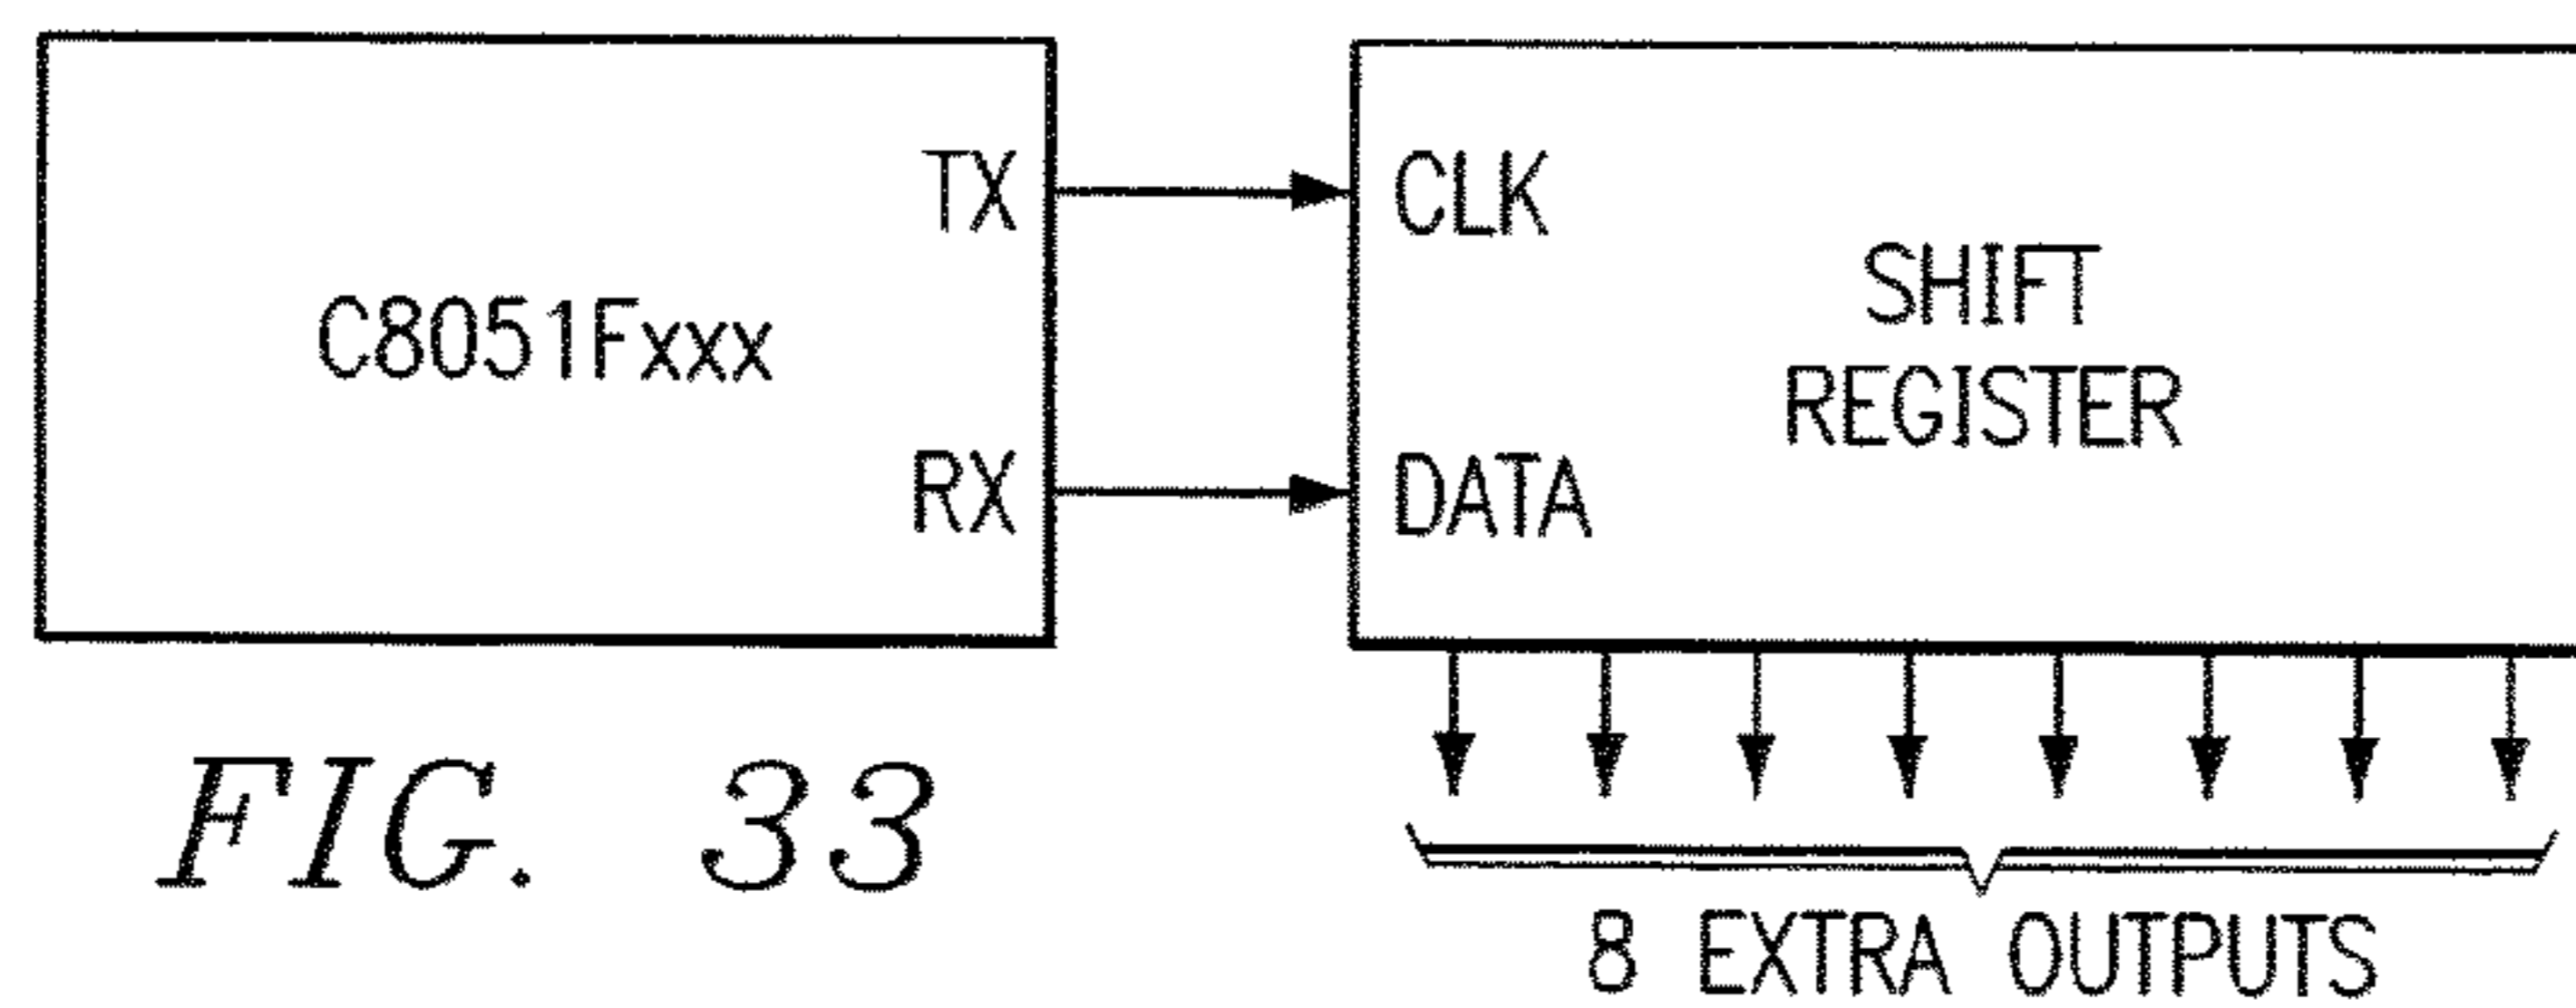 TX
CLK
C8051Fxxx
SHIFT
REGISTER
RX
DATA
FIG. 33
8 EXTRA OUTPUTS